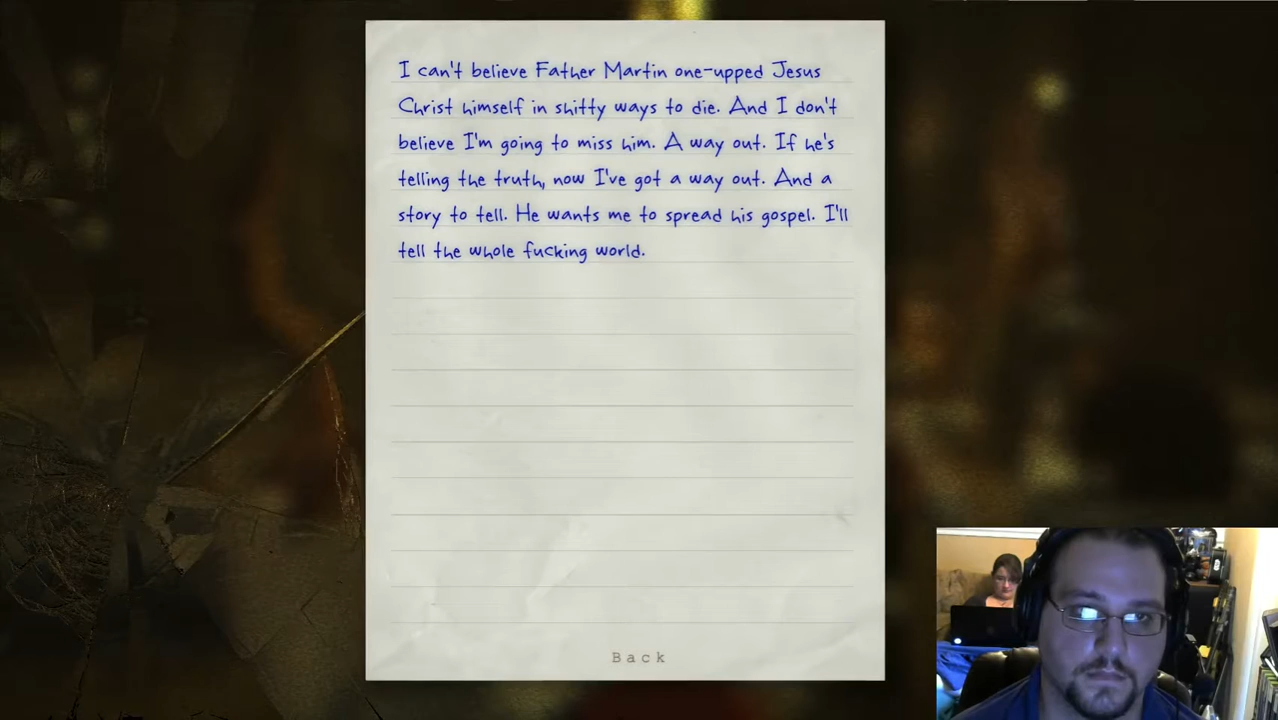 I can't believe Father Martin one-upped Jesus
Christ himself in shitty ways to die. And I don't
believe I'm going to miss him. A way out. If he's
telling the truth, now I've got a way out. And a
story to tell. He wants me to spread his gospel. I'll
tell the whole fucking world.
Back